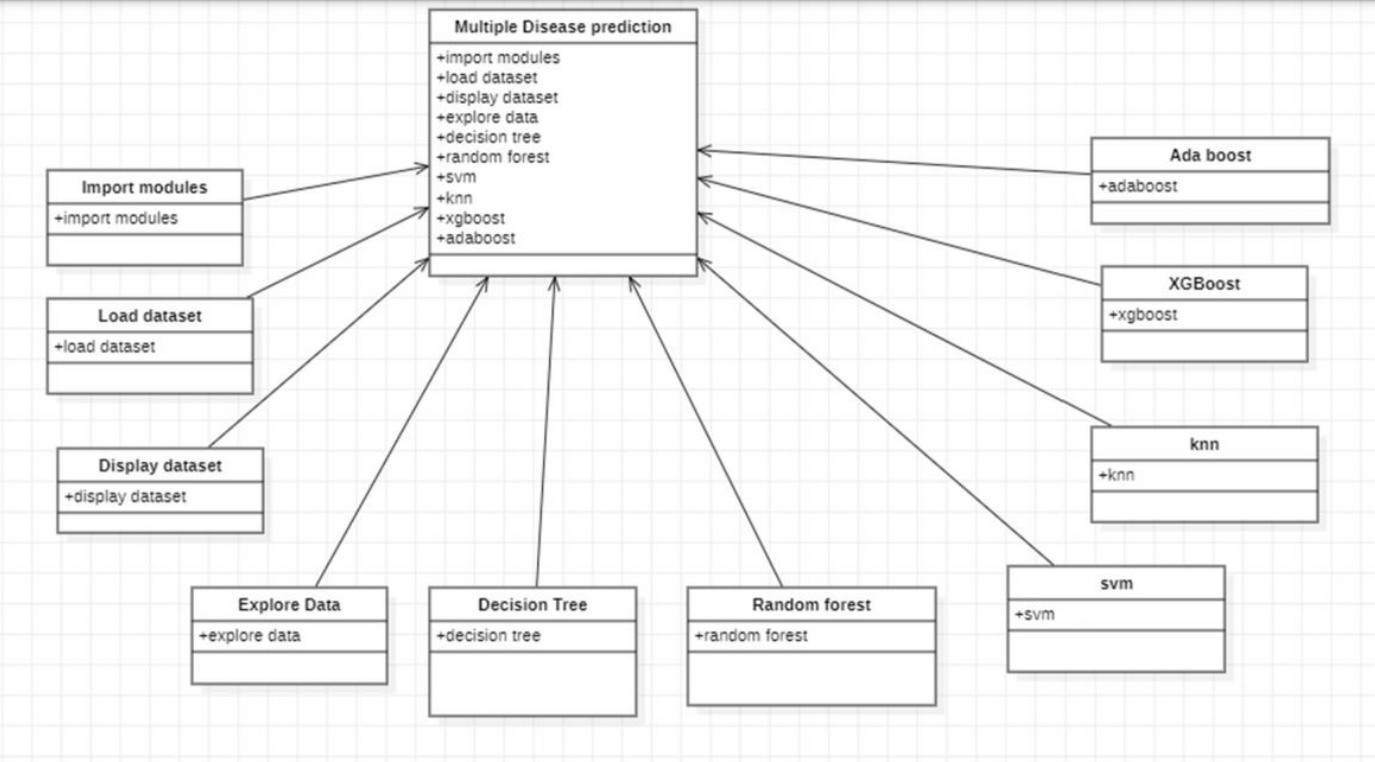 Multiple Disease prediction
+import modules
+load dataset
+display dataset
+explore data
+decision tree
+random forest
+svm
+knn
+xgboost
+adaboost
Import modules
+import modules
Load dataset
+load dataset
Display dataset
+display dataset
Explore Data
+explore data
Decision Tree
+decision tree
Random forest
+random forest
svm
+svm
knn
+knn
XGBoost
+xgboost
Ada boost
+adaboost